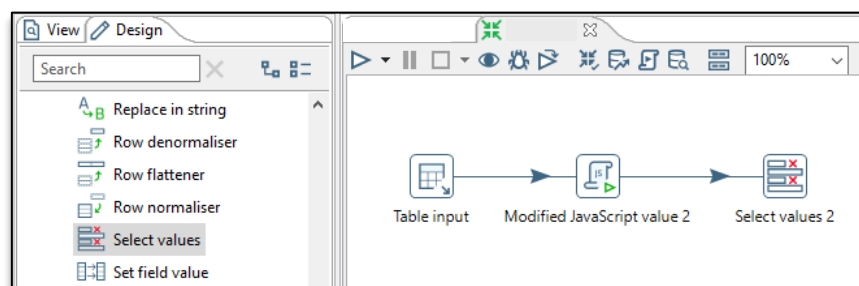 View Design
Search
100%
Replace in string
Row denormaliser
Row flattener
Row normaliser
Select values
Set field value
Table input
Modified JavaScript value 2
Select values 2